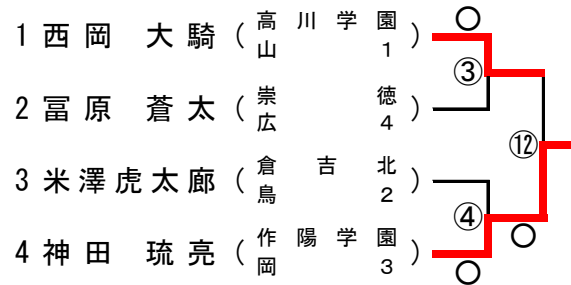 1 西岡 大騎 (高川学園 山1) ○
③
2 冨原 蒼太 (崇徳 広4)
⑫
3 米澤虎太廊 (倉吉北 鳥2)
④
4 神田 琉亮 (作陽学園 岡3) ○ ○